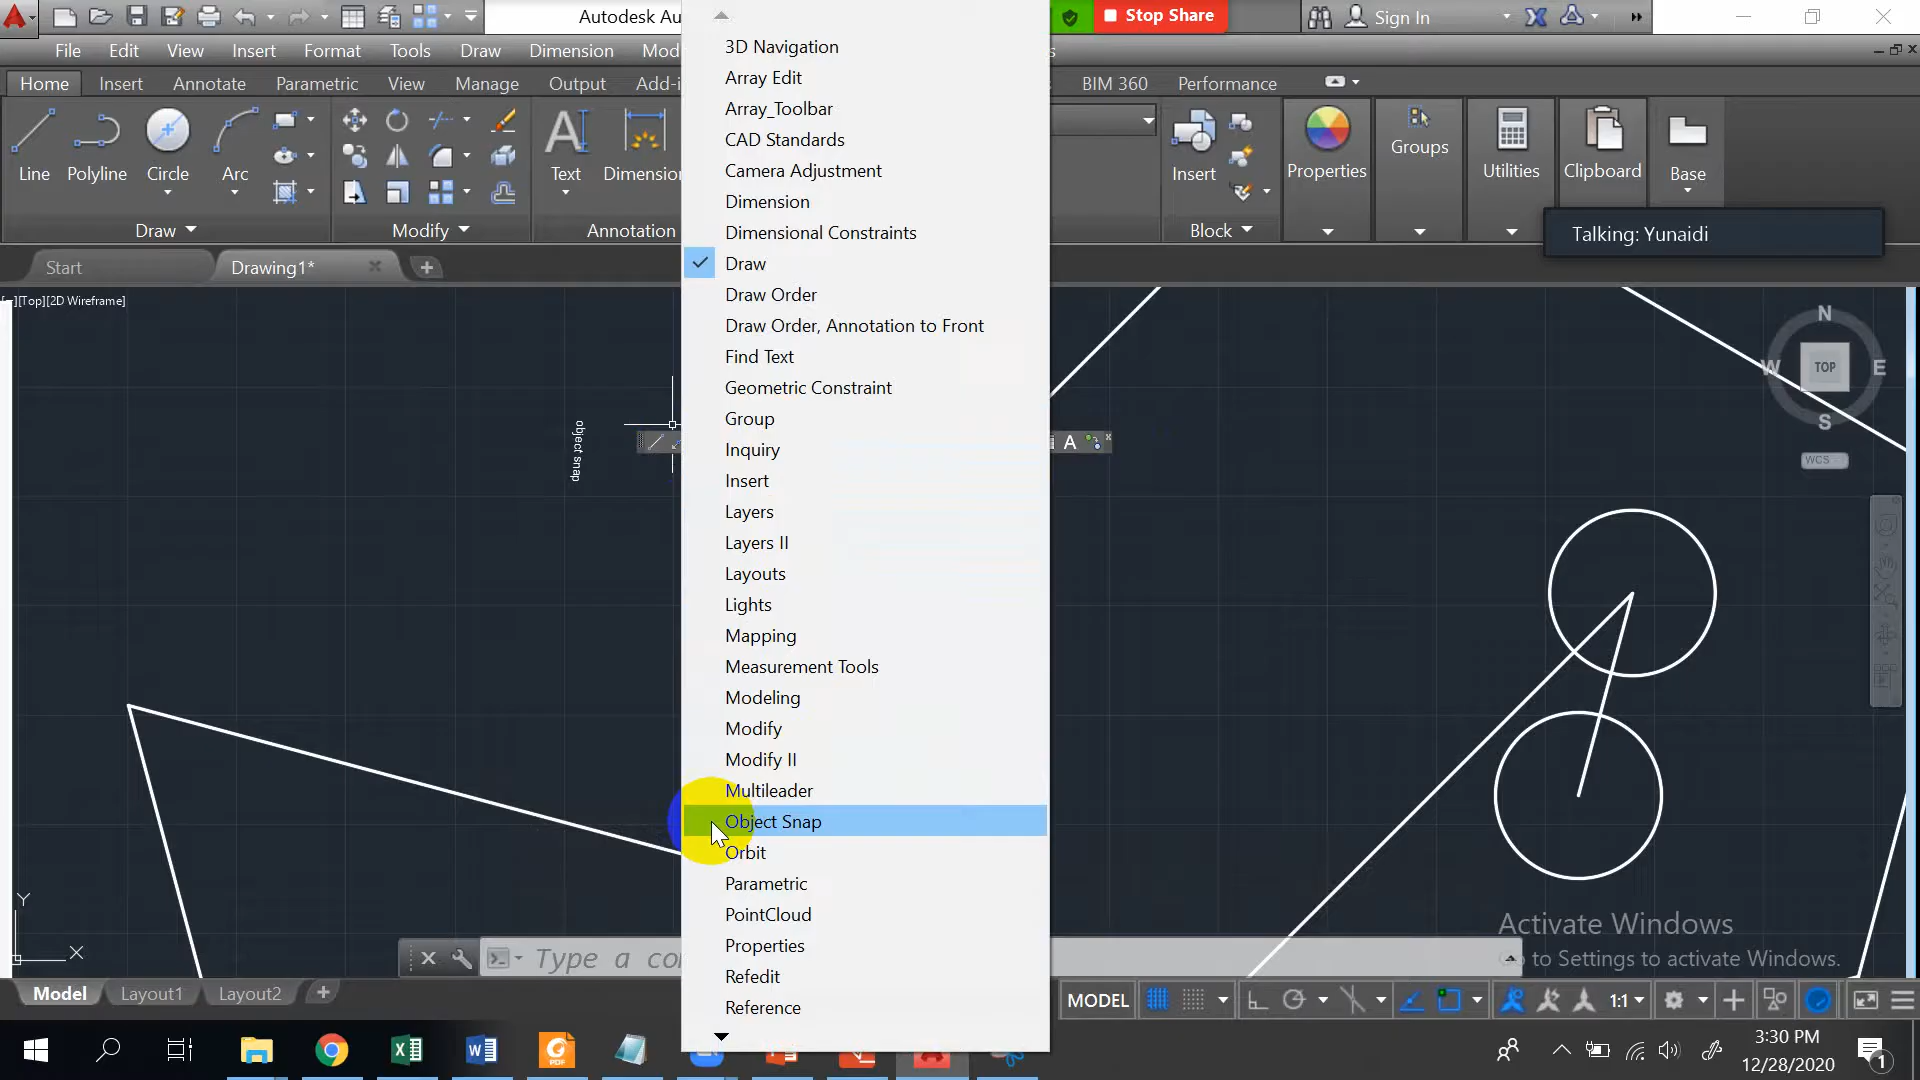 Autodesk Au
Stop Share
Sign In
File Edit View Insert Format Tools Draw Dimension Mod
Home Insert Annotate Parametric View Manage Output Add-i
BIM 360 Performance
Line Polyline Circle Arc
Text Dimension
Insert Properties Groups Utilities Clipboard Base
Draw Modify Annotation
Block
Talking: Yunaidi
Start Drawing1*
[Top][2D Wireframe]
3D Navigation
Array Edit
Array_Toolbar
CAD Standards
Camera Adjustment
Dimension
Dimensional Constraints
Draw
Draw Order
Draw Order, Annotation to Front
Find Text
Geometric Constraint
Group
Inquiry
Insert
Layers
Layers II
Layouts
Lights
Mapping
Measurement Tools
Modeling
Modify
Modify II
Multileader
Object Snap
Orbit
Parametric
PointCloud
Properties
Refedit
Reference
object snap
A
N
W TOP E
S
WCS
Y
X
Type a co
Activate Windows
to Settings to activate Windows.
Model Layout1 Layout2
MODEL
1:1
3:30 PM
12/28/2020
1